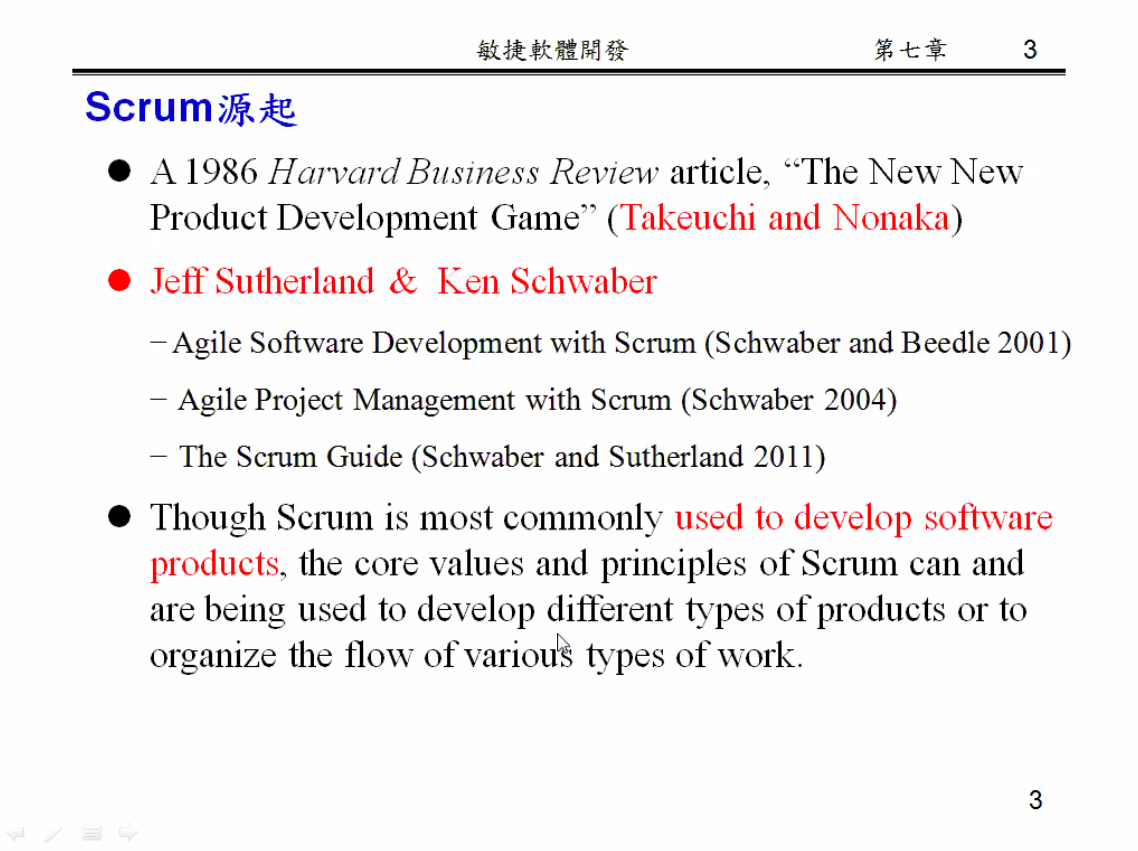 敏捷軟體開發 第七章 3
Scrum源起
● A 1986 Harvard Business Review article, “The New New
Product Development Game” (Takeuchi and Nonaka)
● Jeff Sutherland & Ken Schwaber
− Agile Software Development with Scrum (Schwaber and Beedle 2001)
− Agile Project Management with Scrum (Schwaber 2004)
− The Scrum Guide (Schwaber and Sutherland 2011)
● Though Scrum is most commonly used to develop software
products, the core values and principles of Scrum can and
are being used to develop different types of products or to
organize the flow of various types of work.
3